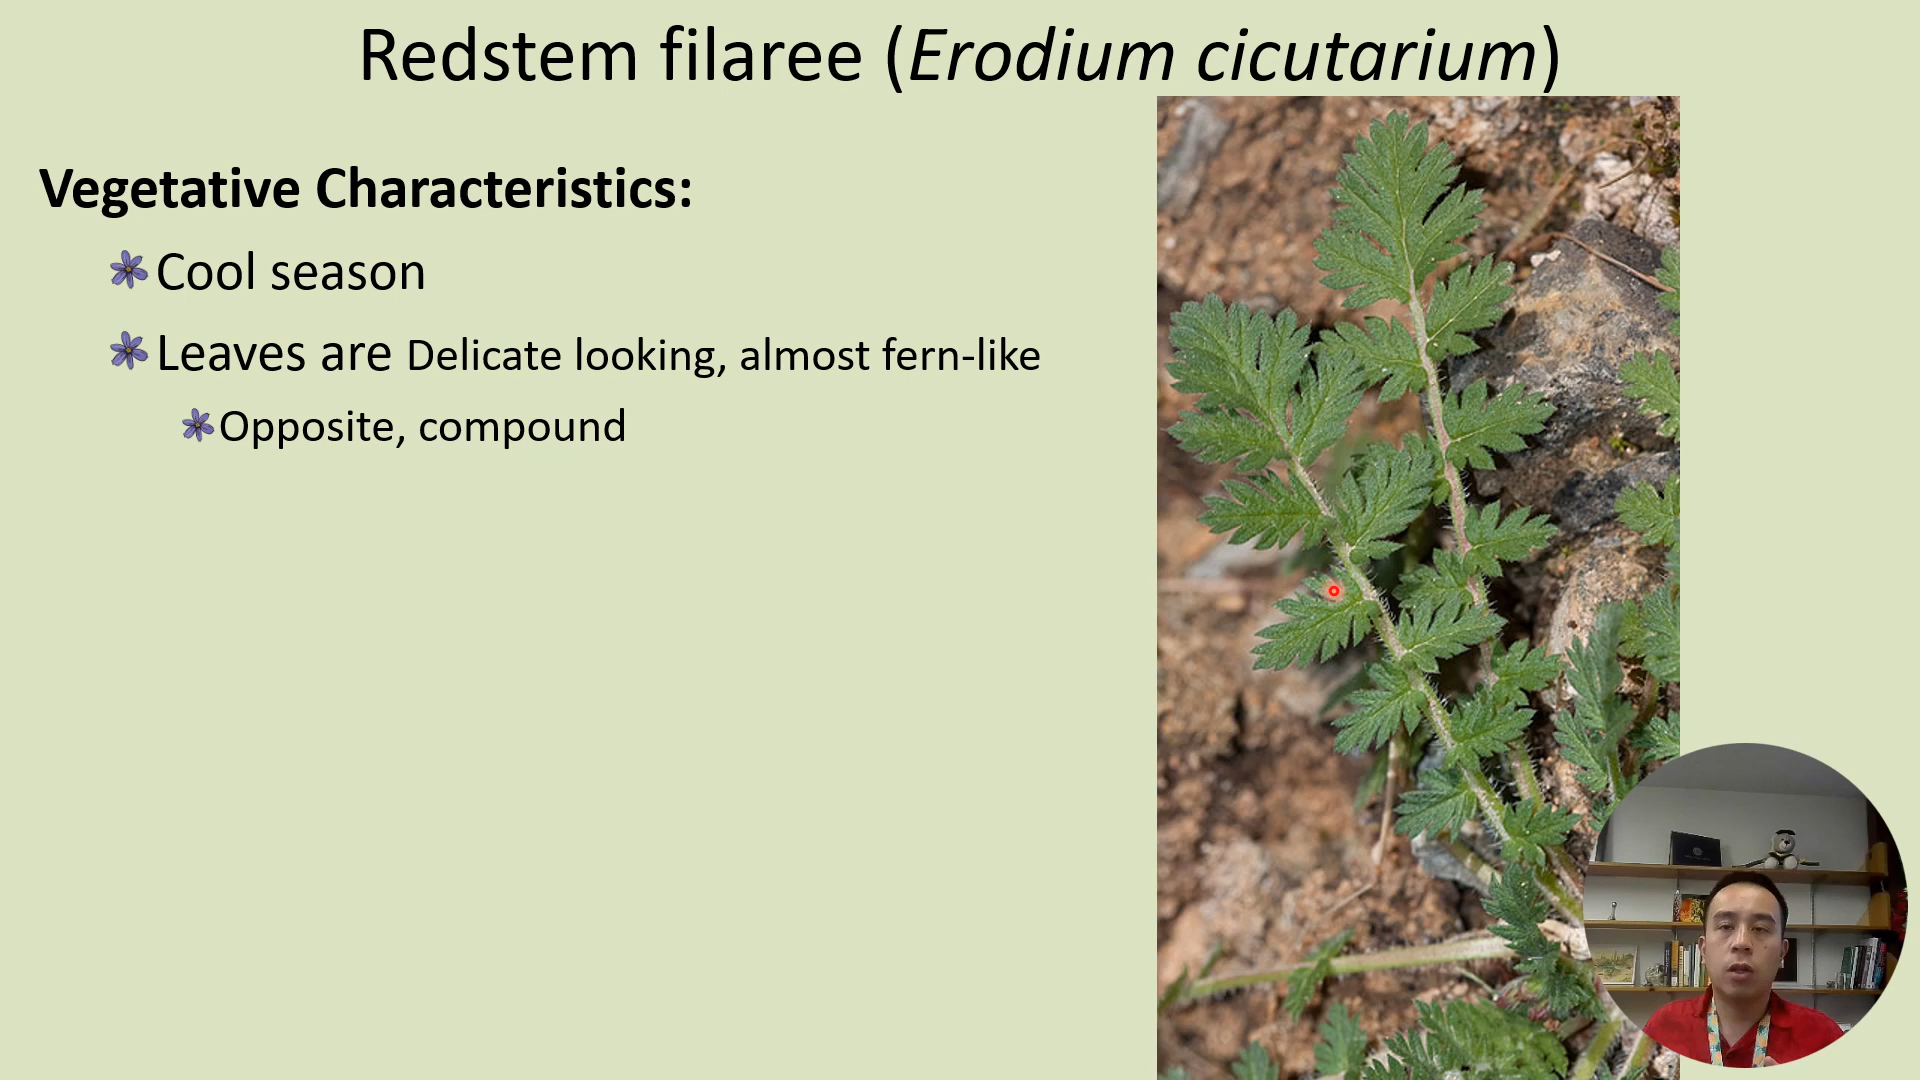 Redstem filaree (Erodium cicutarium)
Vegetative Characteristics:
Cool season
Leaves are Delicate looking, almost fern-like
Opposite, compound